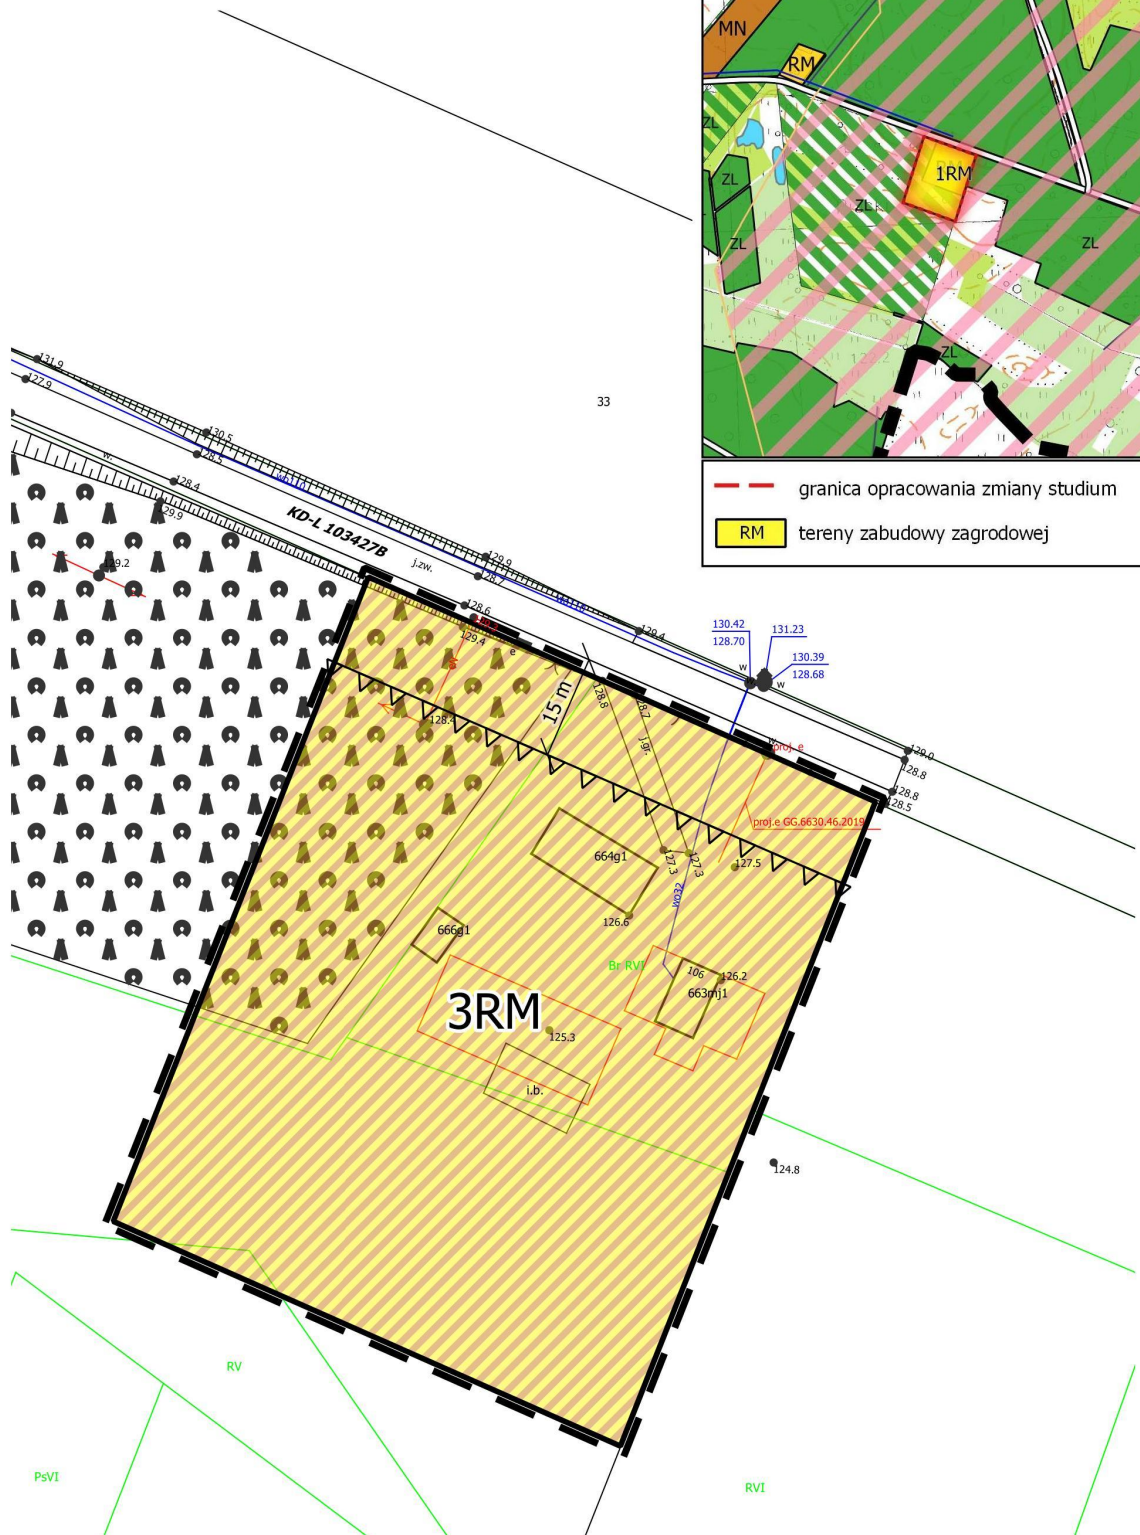 MN
RM
ZL
1RM
ZL
ZL
ZL
ZL
ZL
granica opracowania zmiany studium
RM
tereny zabudowy zagrodowej
33
131.9
127.9
130.5
128.5
w.
128.4
129.9
KD-L 103427B
j.zw.
129.9
128.7
129.2
128.6
129.4
e
129.4
130.42
128.70
131.23
130.39
128.68
w
w
w.
15 m
128.8
j.gr.
128.4
proj. e
129.0
128.8
128.8
128.5
proj.e GG.6630.46.2019
664g1
127.3
127.3
127.5
wo32
126.6
666g1
Br RVI
106
126.2
663mj1
3RM
125.3
i.b.
124.8
RV
PsVI
RVI